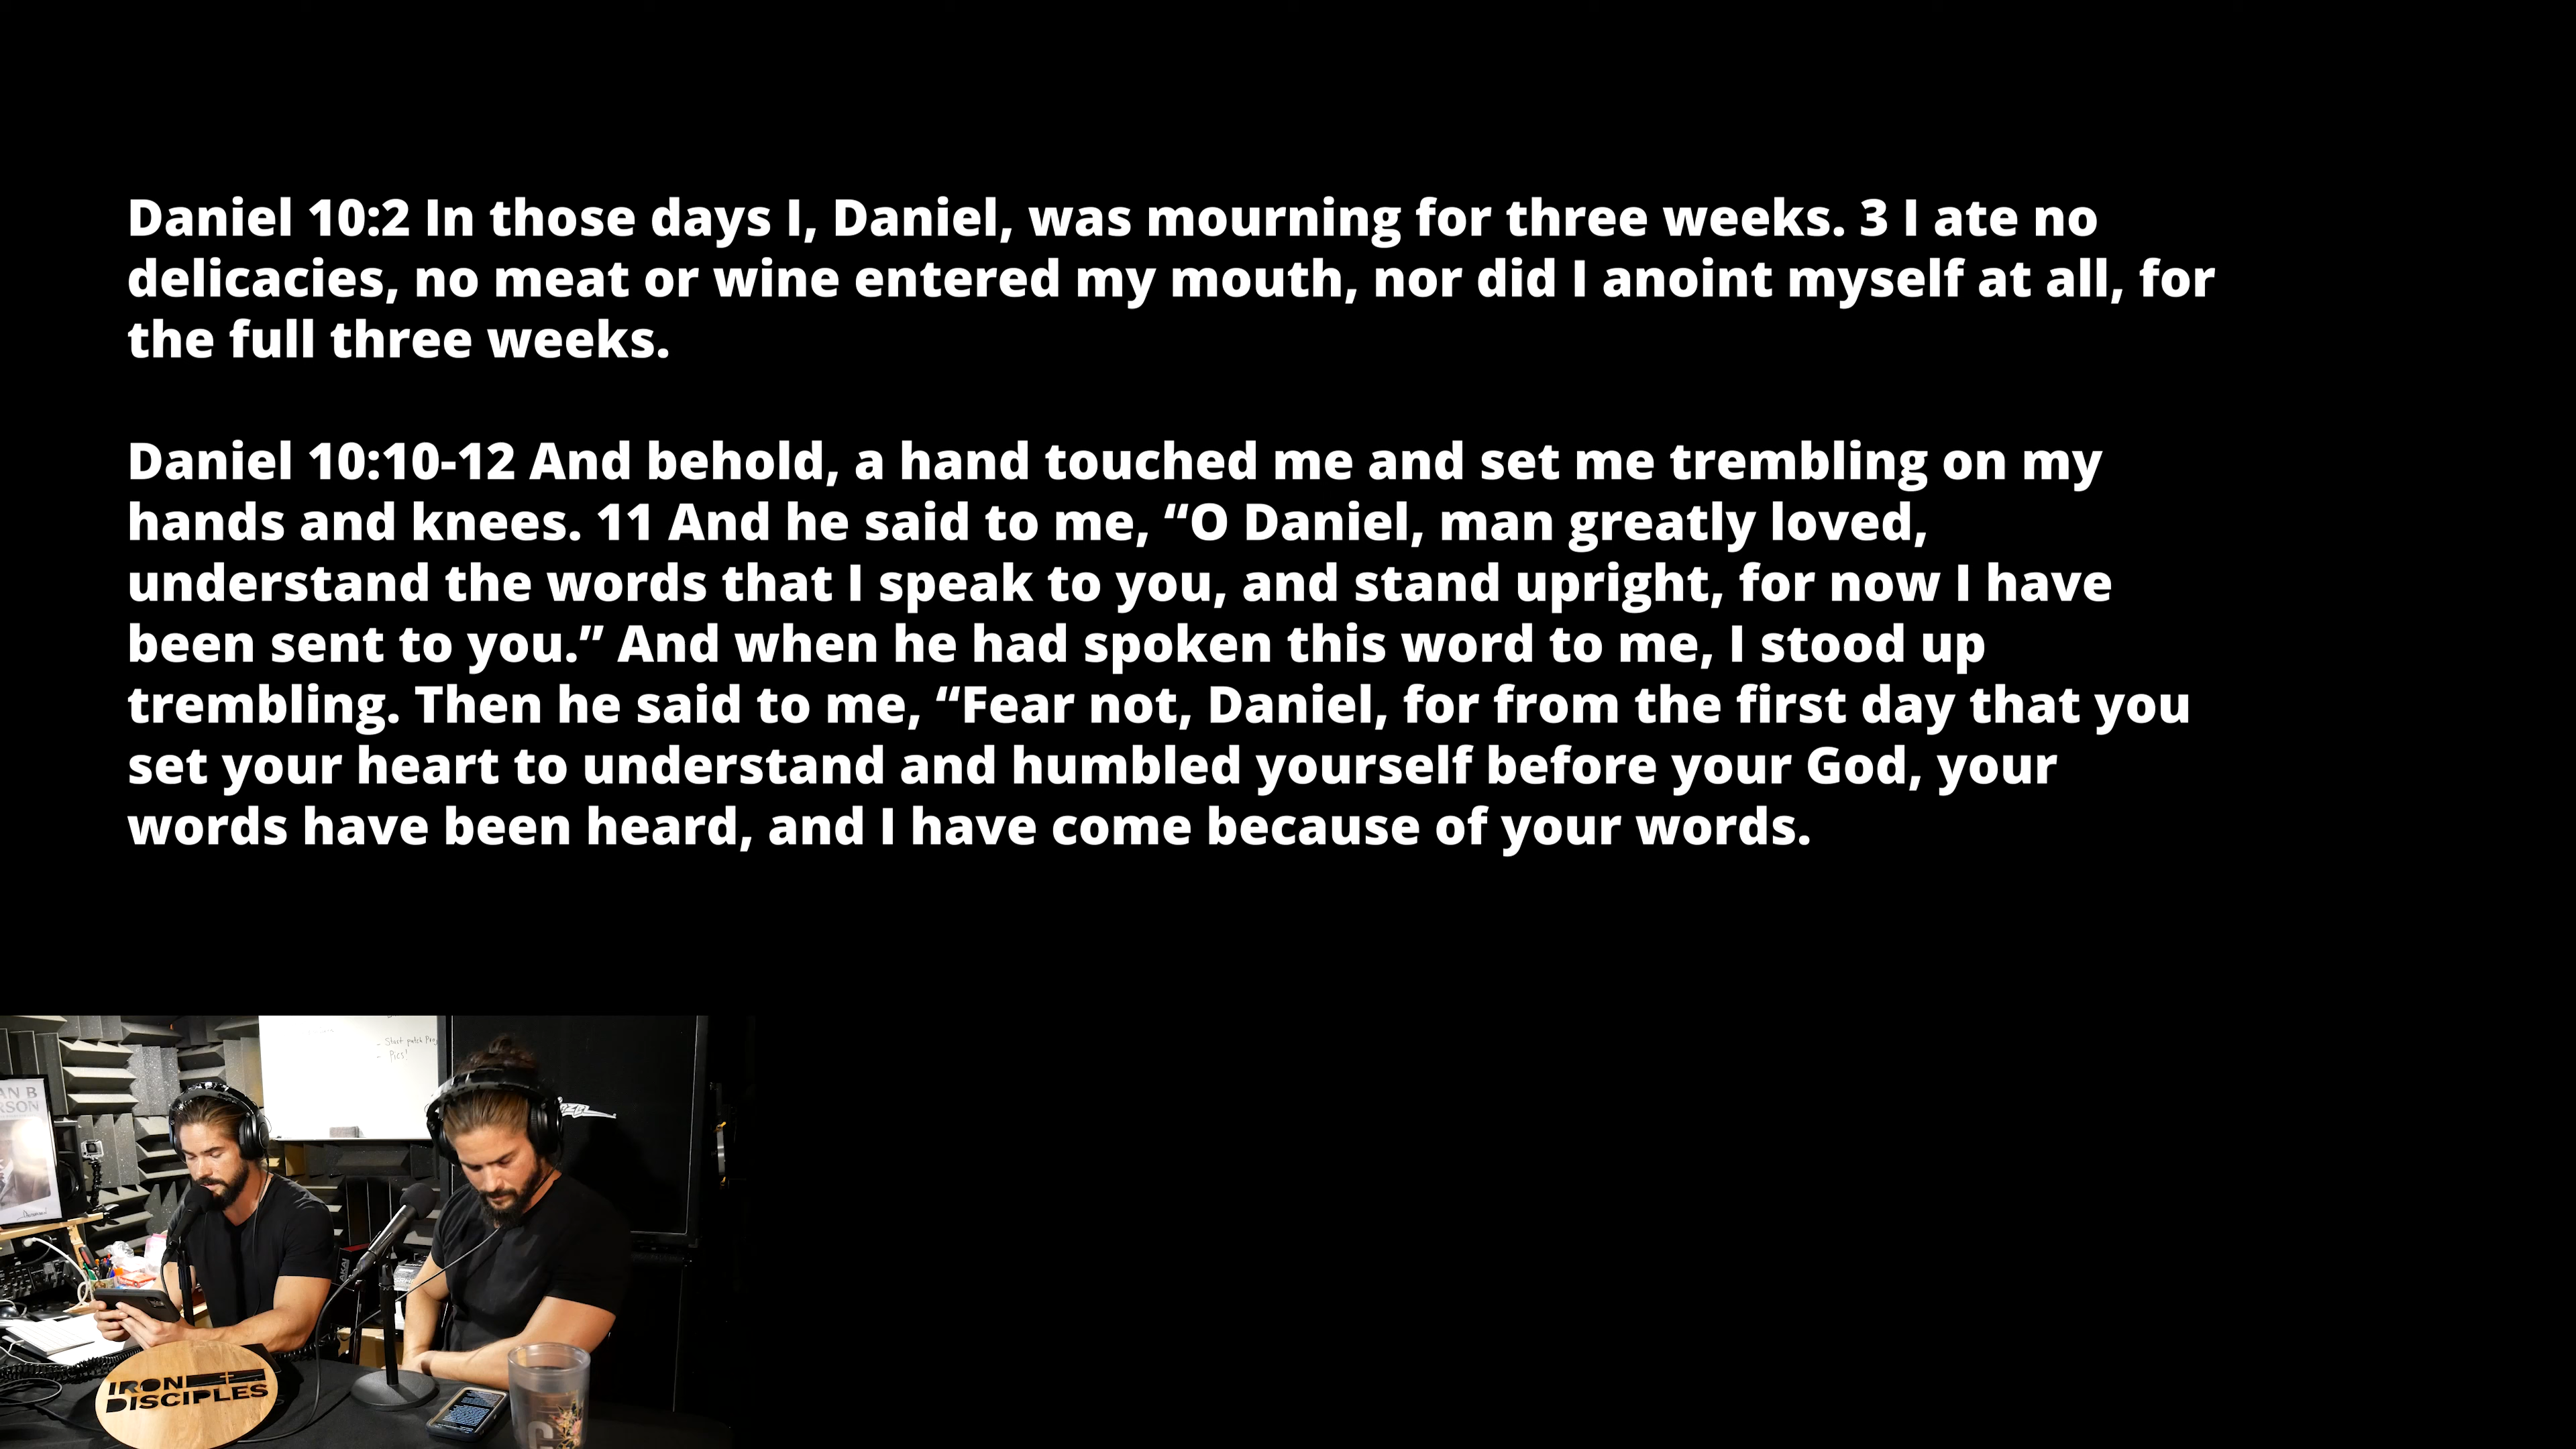 Daniel 10:2 In those days I, Daniel, was mourning for three weeks. 3 I ate no
delicacies, no meat or wine entered my mouth, nor did I anoint myself at all, for
the full three weeks.
Daniel 10:10-12 And behold, a hand touched me and set me trembling on my
hands and knees. 11 And he said to me, “O Daniel, man greatly loved,
understand the words that I speak to you, and stand upright, for now I have
been sent to you.” And when he had spoken this word to me, I stood up
trembling. Then he said to me, “Fear not, Daniel, for from the first day that you
set your heart to understand and humbled yourself before your God, your
words have been heard, and I have come because of your words.
- Start patch
- Pics!
AN B
RSON
AKAI
IRON
DISCIPLES